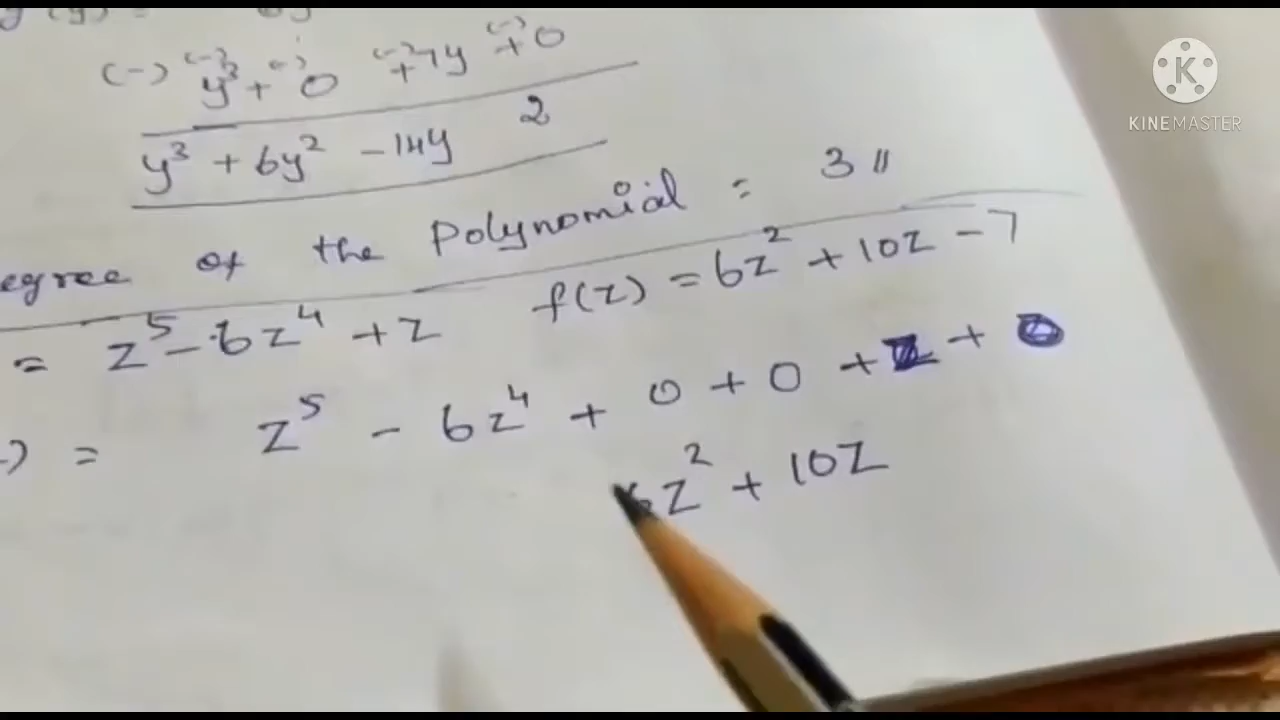 (-) (-) (-) (-) (-)
y³ + 0 +7y +0
KINEMASTER
y³ + 6y² - 14y 2
egree of the Polynomial = 3 //
= z⁵ - 6z⁴ + z f(z) = 6z² + 10z - 7
) = z⁵ - 6z⁴ + 0 + 0 + z + 0
6z² + 10z